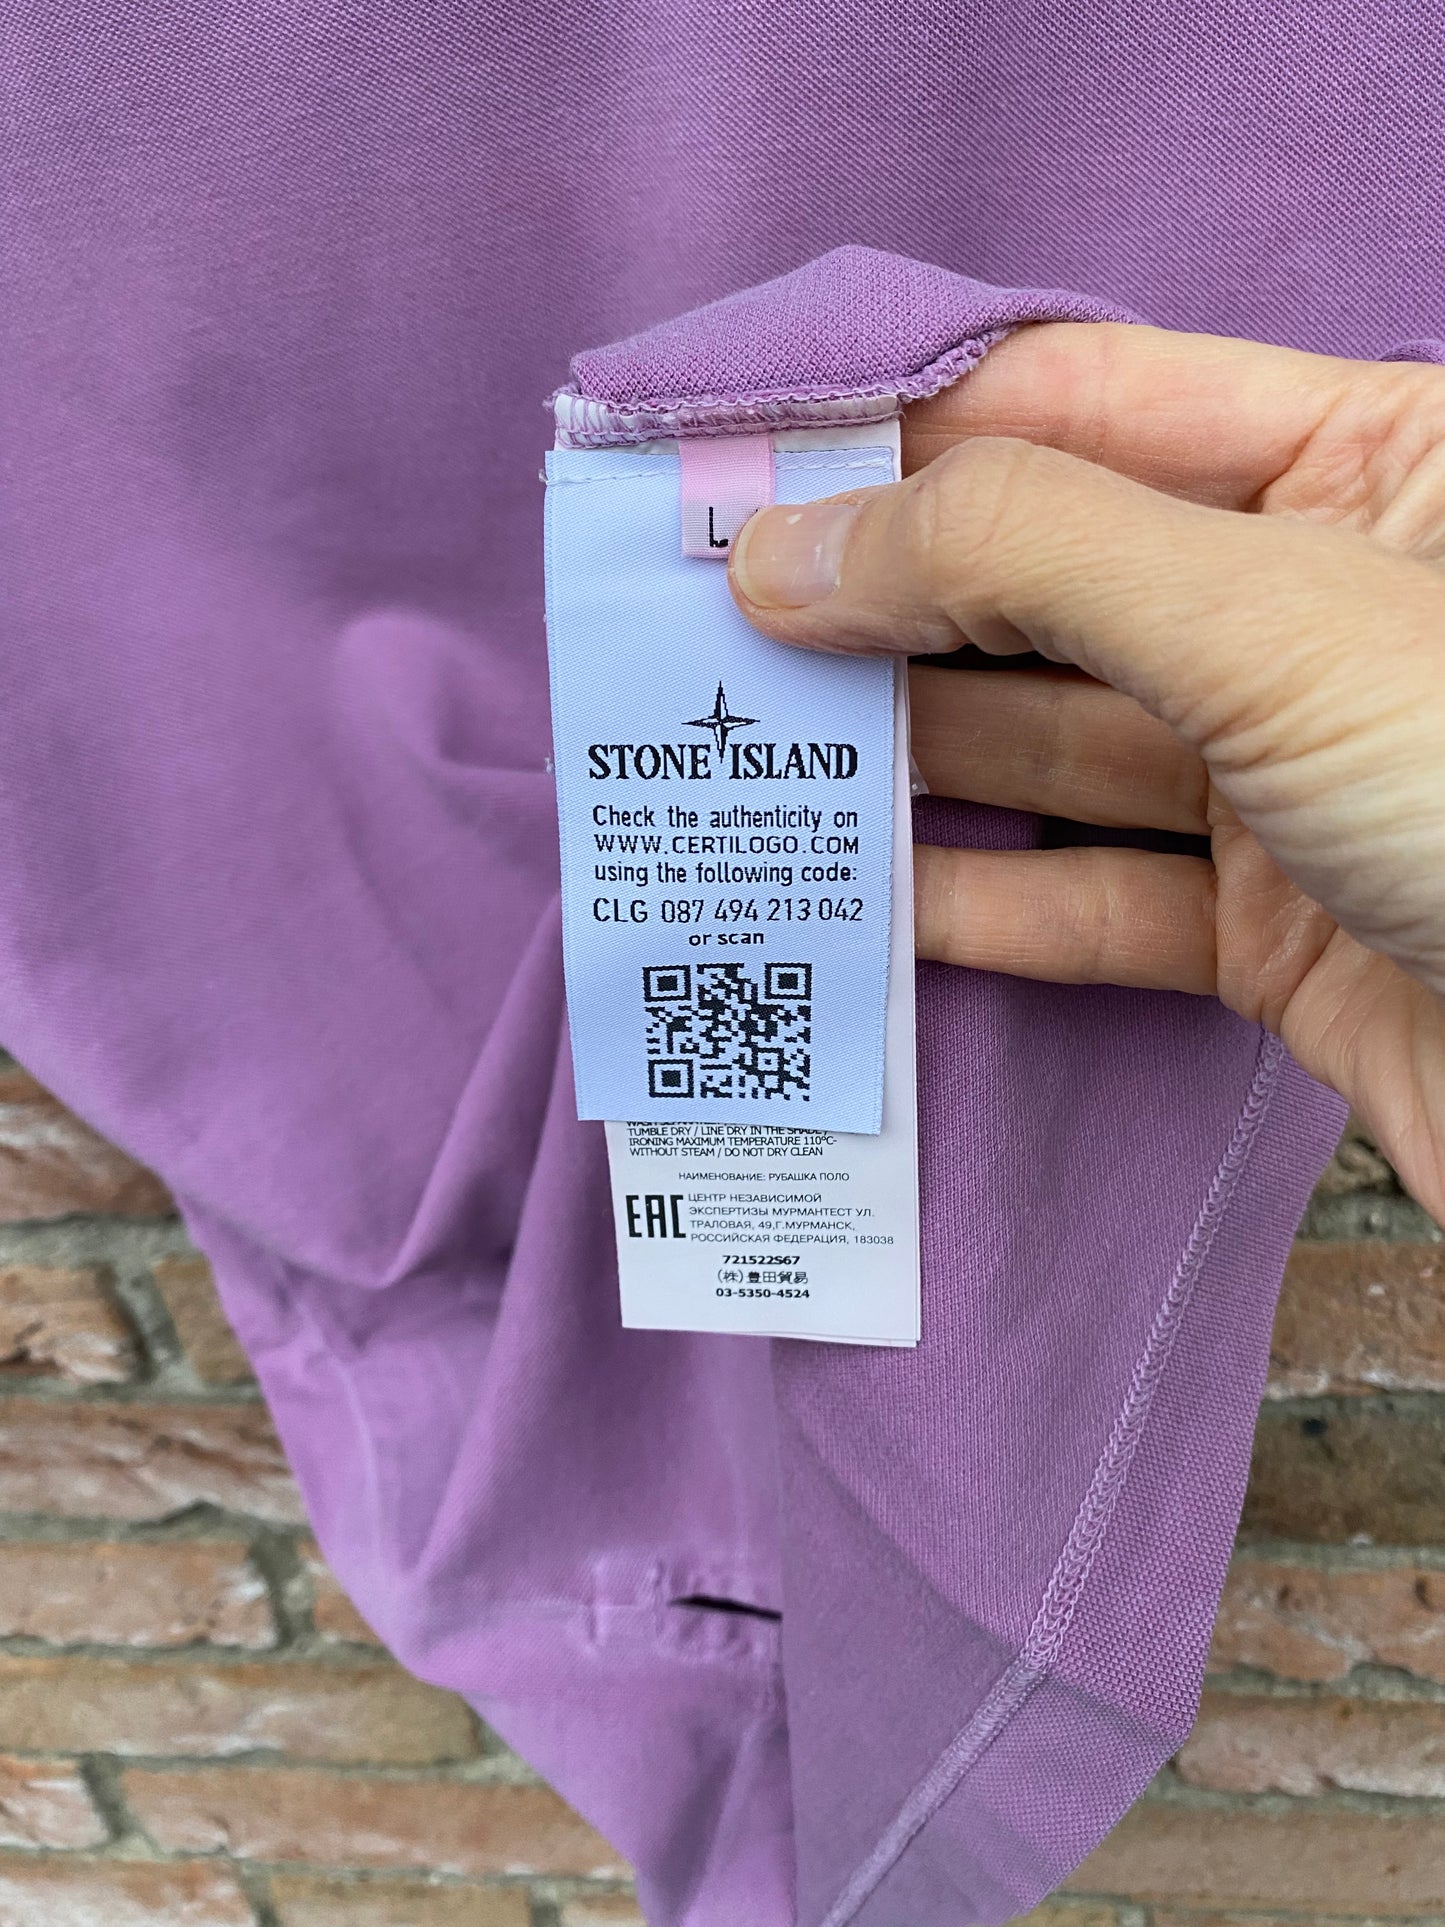 L
STONE ISLAND
Check the authenticity on
WWW.CERTILOGO.COM
using the following code:
CLG 087 494 213 042
or scan
TUMBLE DRY / LINE DRY IN THE SHADE /
IRONING MAXIMUM TEMPERATURE 110°C-
WITHOUT STEAM / DO NOT DRY CLEAN
НАИМЕНОВАНИЕ: РУБАШКА ПОЛО
EAC ЦЕНТР НЕЗАВИСИМОЙ
ЭКСПЕРТИЗЫ МУРМАНТЕСТ УЛ.
ТРАЛОВАЯ, 49,Г.МУРМАНСК,
РОССИЙСКАЯ ФЕДЕРАЦИЯ, 183038
721522S67
(株)豊田貿易
03-5350-4524